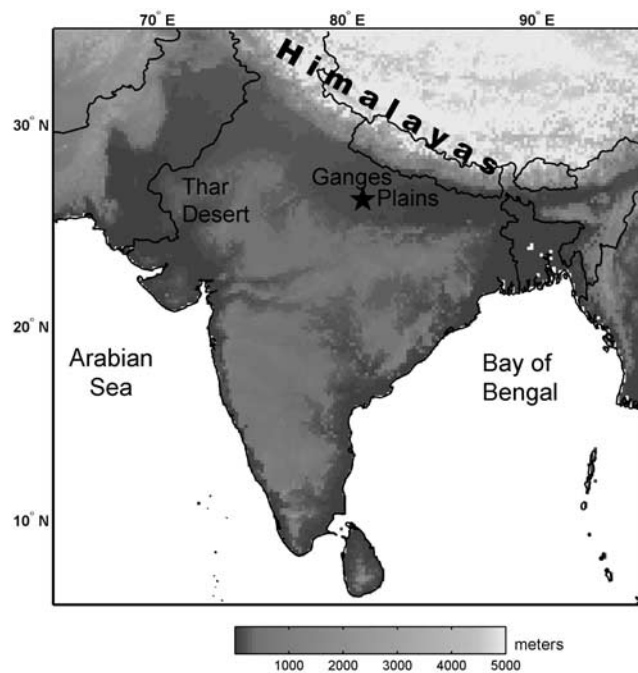 70° E 80° E 90° E
Himalayas
30° N
Ganges
Plains
Thar
Desert
20° N
Arabian
Sea
Bay of
Bengal
10° N
meters
1000 2000 3000 4000 5000